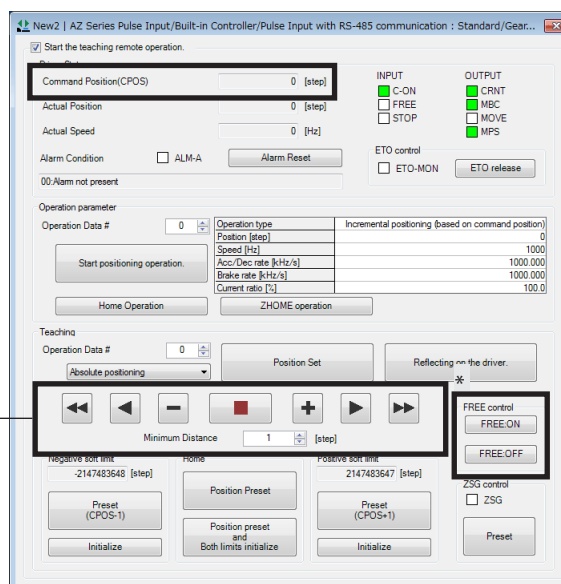 New2 | AZ Series Pulse Input/Built-in Controller/Pulse Input with RS-485 communication : Standard/Gear...
Start the teaching remote operation.
Command Position(CPOS) 0 [step]
Actual Position 0 [step]
Actual Speed 0 [Hz]
INPUT OUTPUT
C-ON CRNT
FREE MBC
STOP MOVE
MPS
Alarm Condition ALM-A Alarm Reset
ETO control
ETO-MON ETO release
00:Alarm not present
Operation parameter
Operation Data # 0
Operation type Incremental positioning (based on command position)
Position [step] 0
Speed [Hz] 1000
Acc/Dec rate [kHz/s] 1000.000
Brake rate [kHz/s] 1000.000
Current ratio [%] 100.0
Start positioning operation.
Home Operation ZHOME operation
Teaching
Operation Data # 0
Absolute positioning
Position Set
Reflecting on the driver.
*
Minimum Distance 1 [step]
FREE control
FREE:ON
FREE:OFF
Negative soft limit Home Positive soft limit
-2147483648 [step] 2147483647 [step]
Preset
(CPOS-1)
Initialize
Position Preset
Position preset
and
Both limits initialize
Preset
(CPOS+1)
Initialize
ZSG control
ZSG
Preset